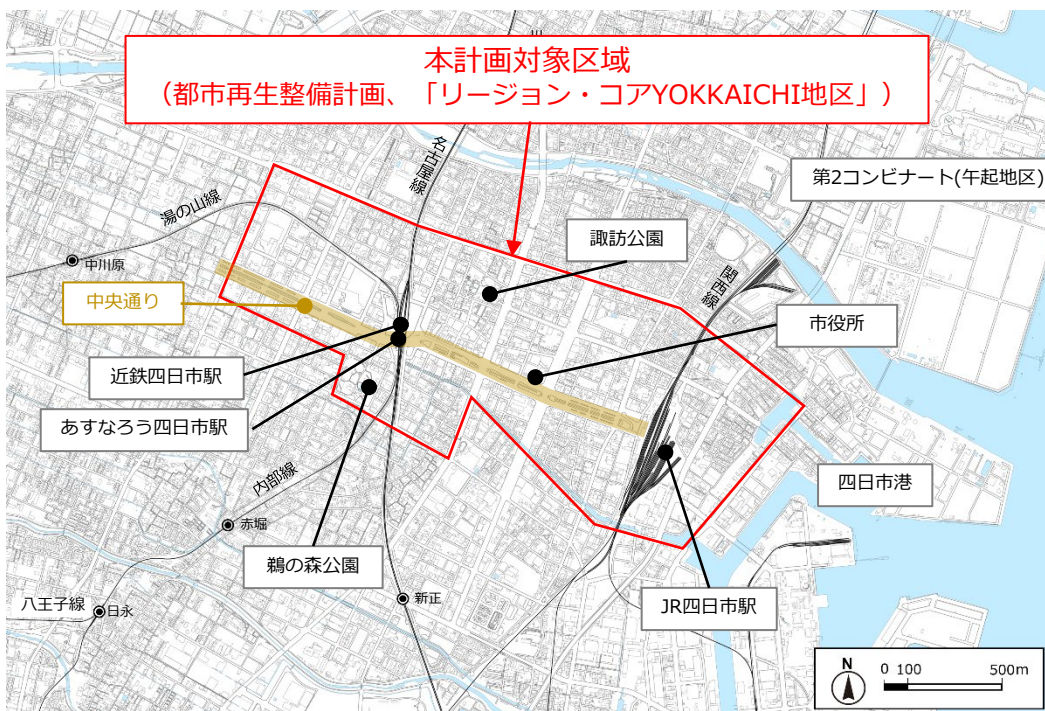 本計画対象区域
（都市再生整備計画、「リージョン・コアYOKKAICHI地区」）
名古屋線
第2コンビナート(午起地区)
湯の山線
諏訪公園
関西線
中川原
中央通り
市役所
近鉄四日市駅
あすなろう四日市駅
四日市港
内部線
赤堀
鵜の森公園
新正
JR四日市駅
八王子線
日永
N
0 100 500m